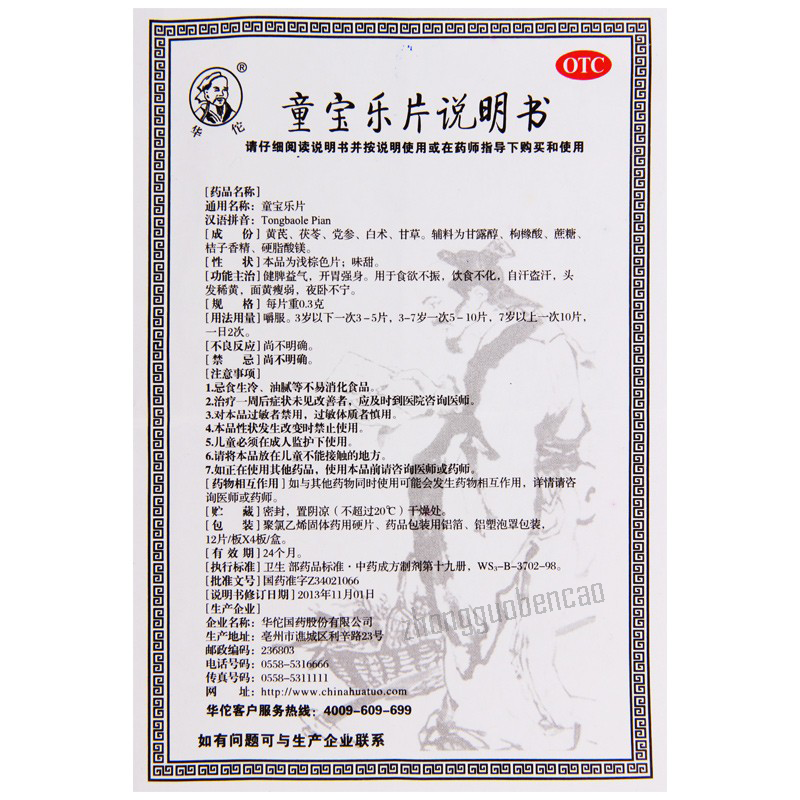 OTC
®
华佗
童宝乐片说明书
请仔细阅读说明书并按说明使用或在药师指导下购买和使用
[药品名称]
通用名称：童宝乐片
汉语拼音：Tongbaole Pian
[成　份] 黄芪、茯苓、党参、白术、甘草。辅料为甘露醇、枸橼酸、蔗糖、
桔子香精、硬脂酸镁。
[性　状] 本品为浅棕色片；味甜。
[功能主治] 健脾益气，开胃强身。用于食欲不振，饮食不化，自汗盗汗，头
发稀黄，面黄瘦弱，夜卧不宁。
[规　格] 每片重0.3克
[用法用量] 嚼服。3岁以下一次3-5片，3-7岁一次5-10片，7岁以上一次10片，
一日2次。
[不良反应] 尚不明确。
[禁　忌] 尚不明确。
[注意事项]
1.忌食生冷、油腻等不易消化食品。
2.治疗一周后症状未见改善者，应及时到医院咨询医师。
3.对本品过敏者禁用，过敏体质者慎用。
4.本品性状发生改变时禁止使用。
5.儿童必须在成人监护下使用。
6.请将本品放在儿童不能接触的地方。
7.如正在使用其他药品，使用本品前请咨询医师或药师。
[药物相互作用] 如与其他药物同时使用可能会发生药物相互作用，详情请咨
询医师或药师。
[贮　藏] 密封，置阴凉（不超过20℃）干燥处。
[包　装] 聚氯乙烯固体药用硬片、药品包装用铝箔、铝塑泡罩包装，
12片/板X4板/盒。
[有 效 期] 24个月。
[执行标准] 卫生 部药品标准·中药成方制剂第十九册，WS3-B-3702-98。
[批准文号] 国药准字Z34021066
[说明书修订日期] 2013年11月01日
[生产企业]
企业名称：华佗国药股份有限公司
生产地址：亳州市谯城区利辛路23号
邮政编码：236803
电话号码：0558-5316666
传真号码：0558-5311111
网　　址：http://www.chinahuatuo.com
华佗客户服务热线：4009-609-699
如有问题可与生产企业联系
zhongguobencao